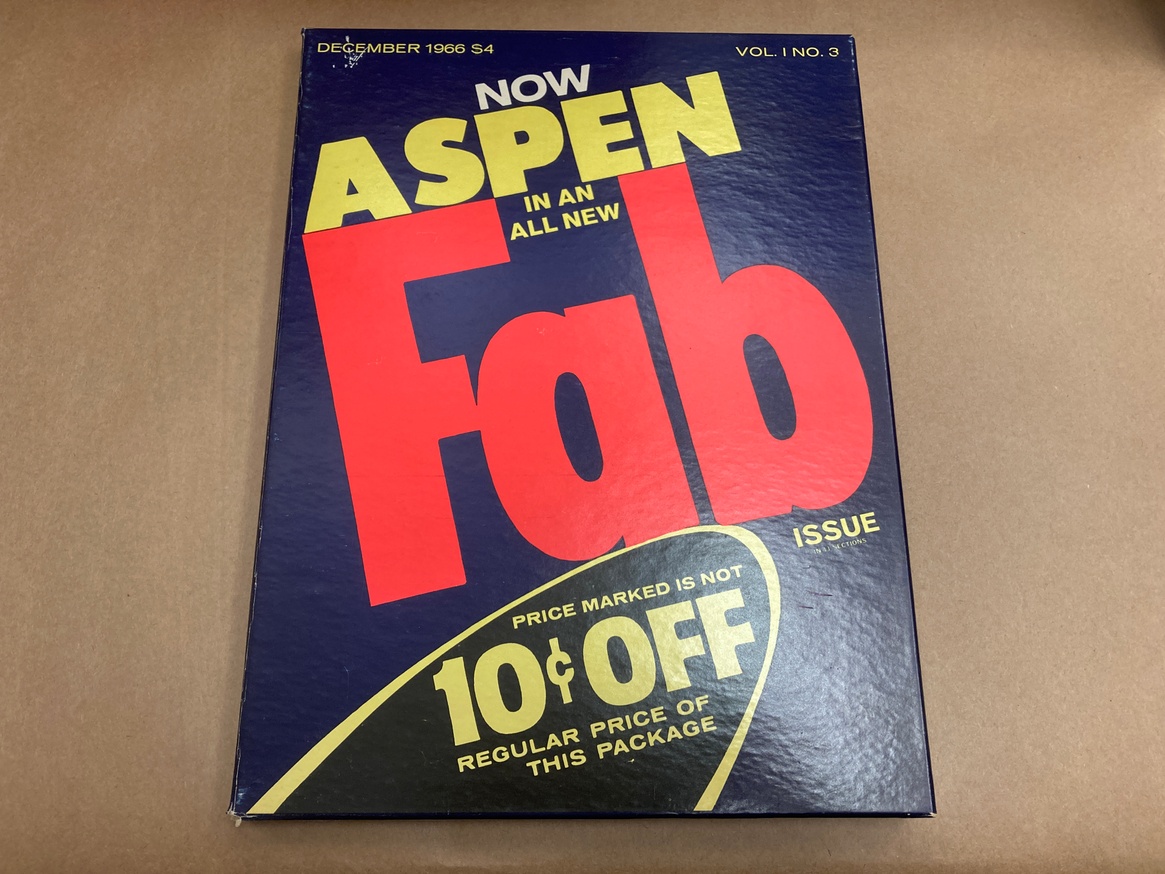 DECEMBER 1966 $4
VOL. I NO. 3
NOW
ASPEN
IN AN
ALL NEW
Fab
ISSUE
PRICE MARKED IS NOT
10¢ OFF
REGULAR PRICE OF
THIS PACKAGE